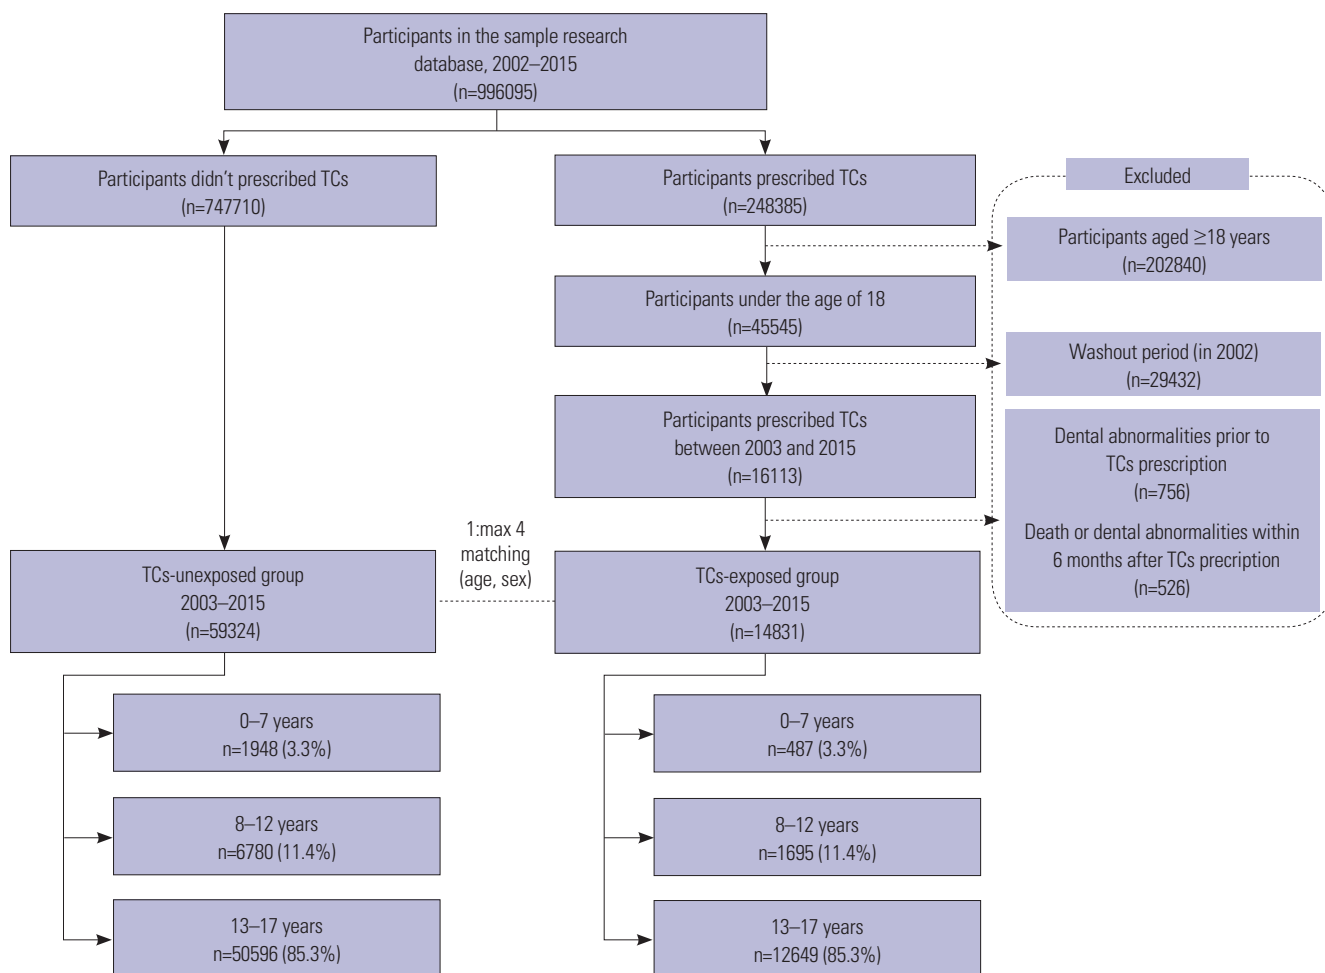 Participants in the sample research
database, 2002–2015
(n=996095)
Participants didn't prescribed TCs
(n=747710)
Participants prescribed TCs
(n=248385)
Excluded
Participants aged ≥18 years
(n=202840)
Participants under the age of 18
(n=45545)
Washout period (in 2002)
(n=29432)
Participants prescribed TCs
between 2003 and 2015
(n=16113)
Dental abnormalities prior to
TCs prescription
(n=756)
Death or dental abnormalities within
6 months after TCs precription
(n=526)
1:max 4
matching
(age, sex)
TCs-unexposed group
2003–2015
(n=59324)
TCs-exposed group
2003–2015
(n=14831)
0–7 years
n=1948 (3.3%)
8–12 years
n=6780 (11.4%)
13–17 years
n=50596 (85.3%)
0–7 years
n=487 (3.3%)
8–12 years
n=1695 (11.4%)
13–17 years
n=12649 (85.3%)